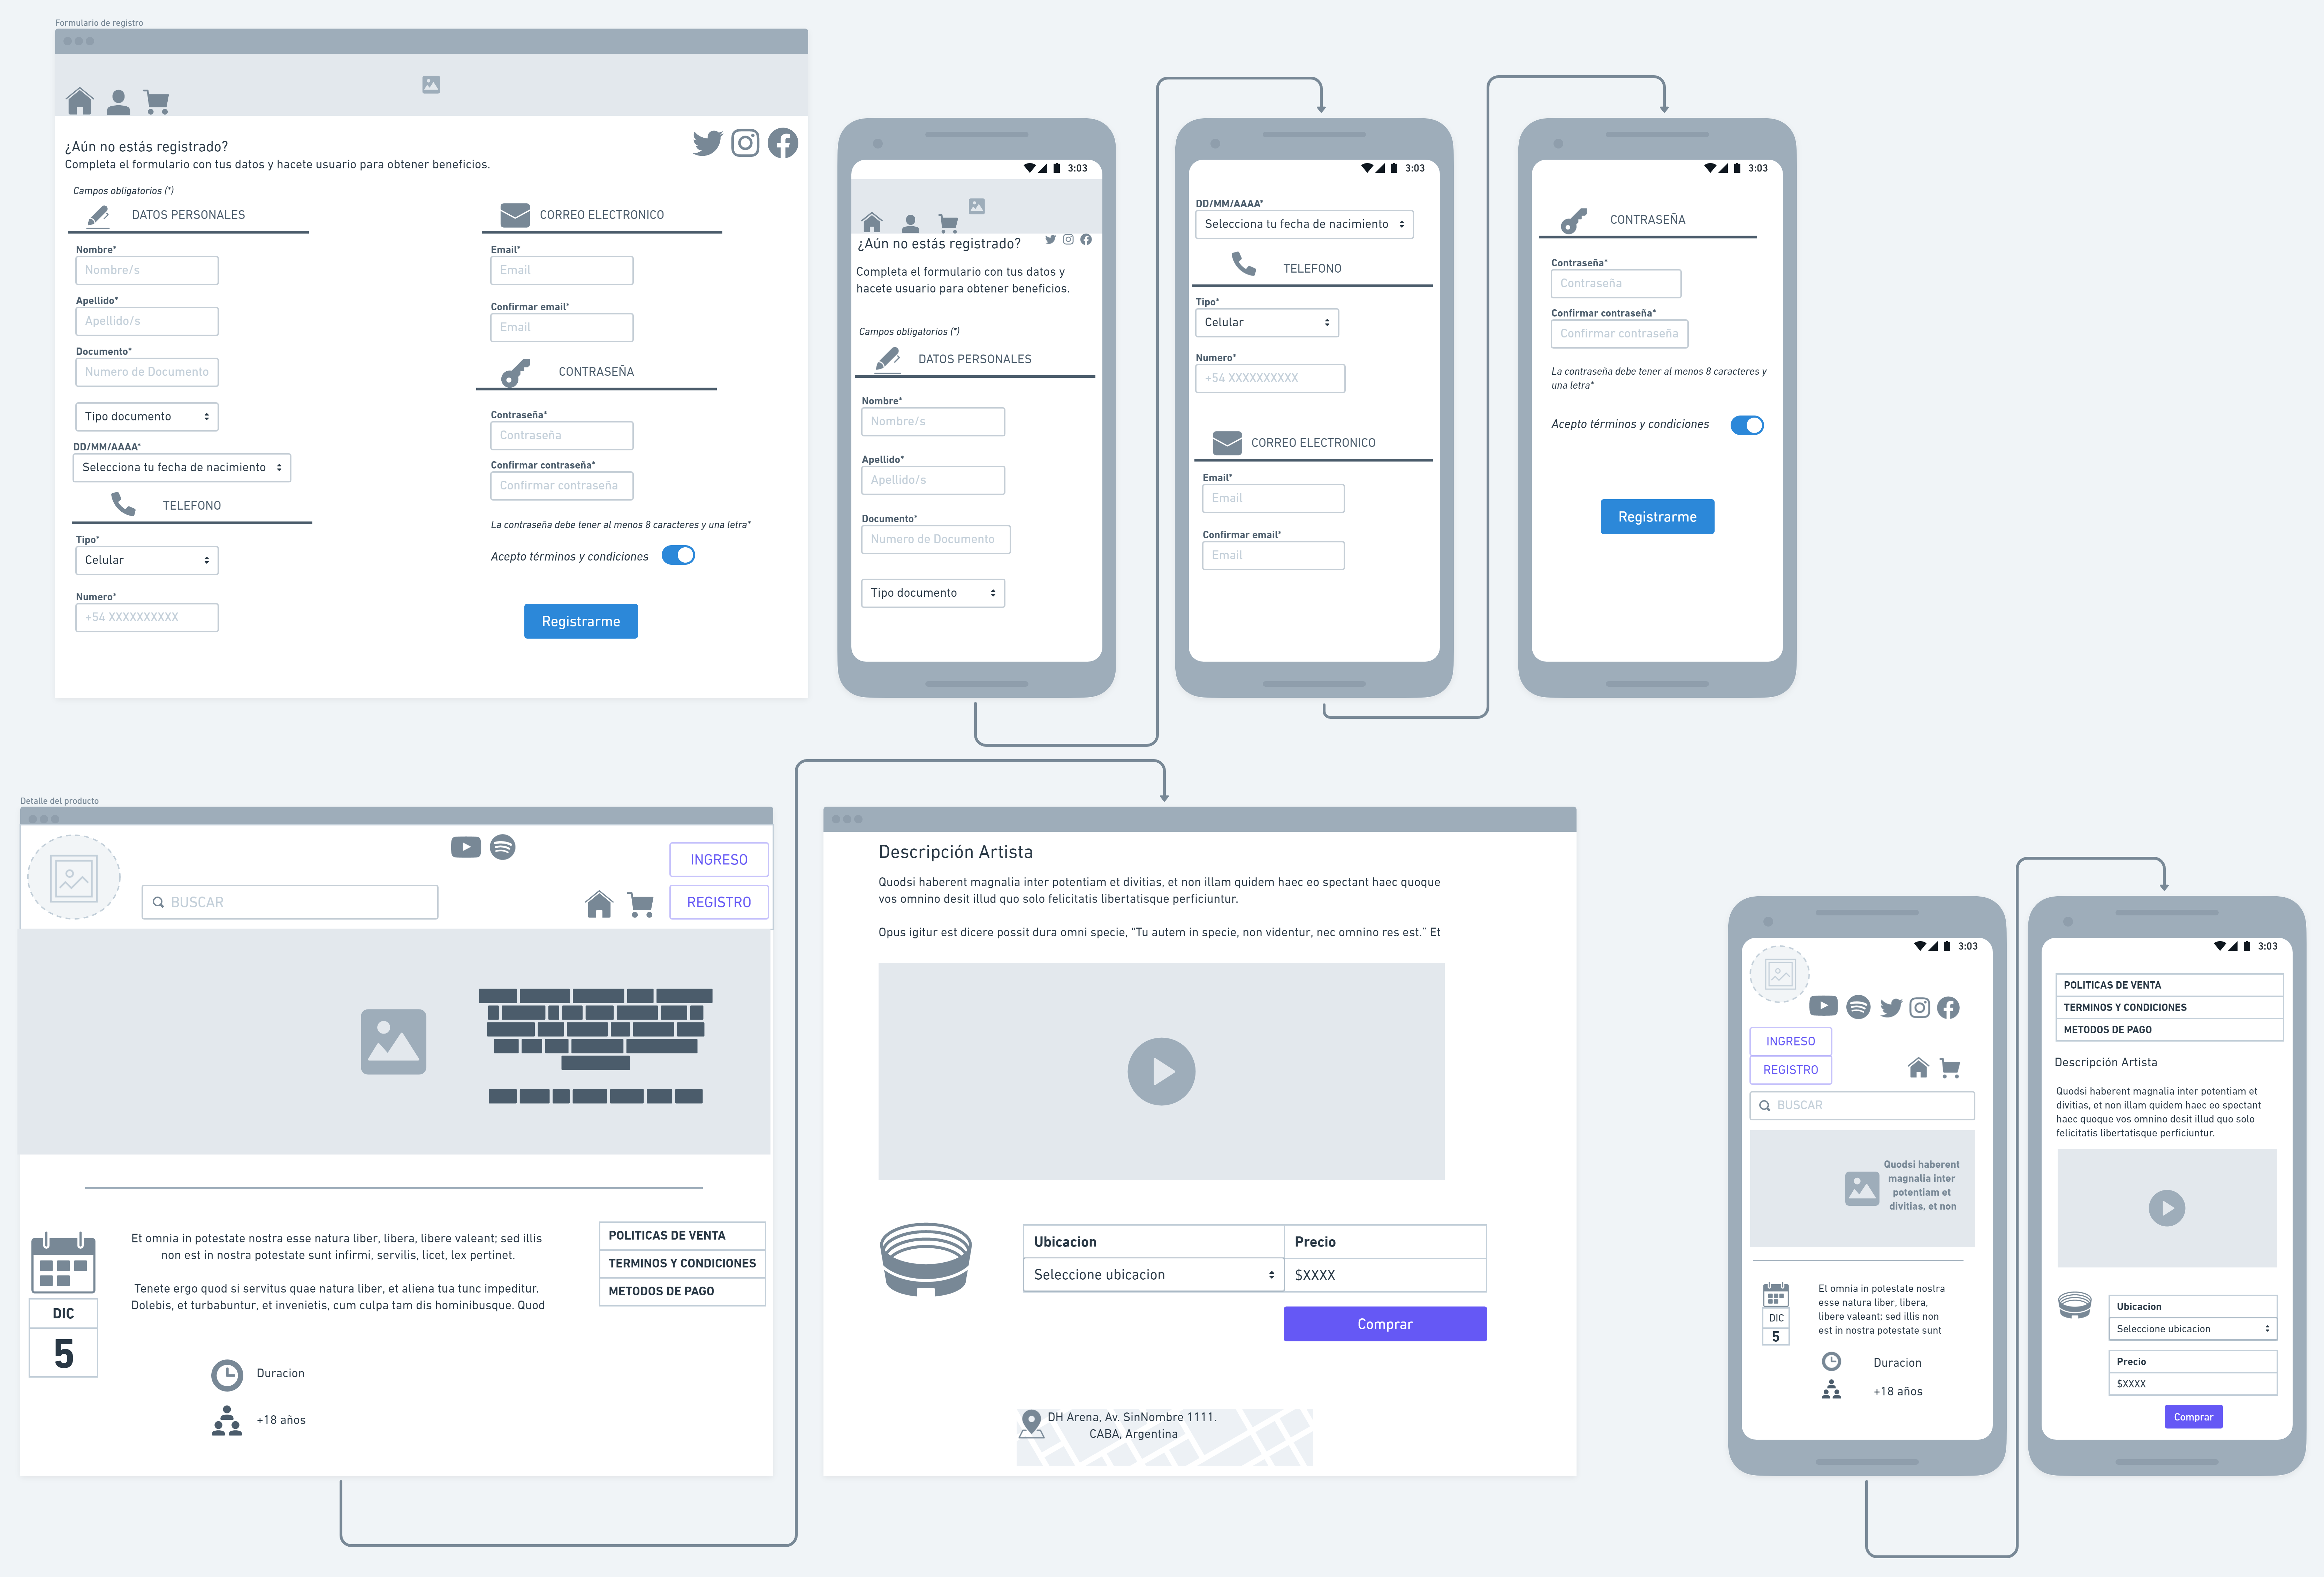 Formulario de registro
¿Aún no estás registrado?
Completa el formulario con tus datos y hacete usuario para obtener beneficios.
Campos obligatorios (*)
DATOS PERSONALES
Nombre*
Nombre/s
Apellido*
Apellido/s
Documento*
Numero de Documento
Tipo documento
DD/MM/AAAA*
Selecciona tu fecha de nacimiento
TELEFONO
Tipo*
Celular
Numero*
+54 XXXXXXXXXX
CORREO ELECTRONICO
Email*
Email
Confirmar email*
Email
CONTRASEÑA
Contraseña*
Contraseña
Confirmar contraseña*
Confirmar contraseña
La contraseña debe tener al menos 8 caracteres y una letra*
Acepto términos y condiciones
Registrarme
3:03
¿Aún no estás registrado?
Completa el formulario con tus datos y
hacete usuario para obtener beneficios.
Campos obligatorios (*)
DATOS PERSONALES
Nombre*
Nombre/s
Apellido*
Apellido/s
Documento*
Numero de Documento
Tipo documento
3:03
DD/MM/AAAA*
Selecciona tu fecha de nacimiento
TELEFONO
Tipo*
Celular
Numero*
+54 XXXXXXXXXX
CORREO ELECTRONICO
Email*
Email
Confirmar email*
Email
3:03
CONTRASEÑA
Contraseña*
Contraseña
Confirmar contraseña*
Confirmar contraseña
La contraseña debe tener al menos 8 caracteres y
una letra*
Acepto términos y condiciones
Registrarme
Detalle del producto
INGRESO
BUSCAR
REGISTRO
Et omnia in potestate nostra esse natura liber, libera, libere valeant; sed illis
non est in nostra potestate sunt infirmi, servilis, licet, lex pertinet.
Tenete ergo quod si servitus quae natura liber, et aliena tua tunc impeditur.
Dolebis, et turbabuntur, et invenietis, cum culpa tam dis hominibusque. Quod
POLITICAS DE VENTA
TERMINOS Y CONDICIONES
METODOS DE PAGO
DIC
5
Duracion
+18 años
Descripción Artista
Quodsi haberent magnalia inter potentiam et divitias, et non illam quidem haec eo spectant haec quoque
vos omnino desit illud quo solo felicitatis libertatisque perficiuntur.
Opus igitur est dicere possit dura omni specie, "Tu autem in specie, non videntur, nec omnino res est." Et
Ubicacion
Precio
Seleccione ubicacion
$XXXX
Comprar
DH Arena, Av. SinNombre 1111.
CABA, Argentina
3:03
INGRESO
REGISTRO
BUSCAR
Quodsi haberent
magnalia inter
potentiam et
divitias, et non
Et omnia in potestate nostra
esse natura liber, libera,
libere valeant; sed illis non
est in nostra potestate sunt
DIC
5
Duracion
+18 años
3:03
POLITICAS DE VENTA
TERMINOS Y CONDICIONES
METODOS DE PAGO
Descripción Artista
Quodsi haberent magnalia inter potentiam et
divitias, et non illam quidem haec eo spectant
haec quoque vos omnino desit illud quo solo
felicitatis libertatisque perficiuntur.
Ubicacion
Seleccione ubicacion
Precio
$XXXX
Comprar